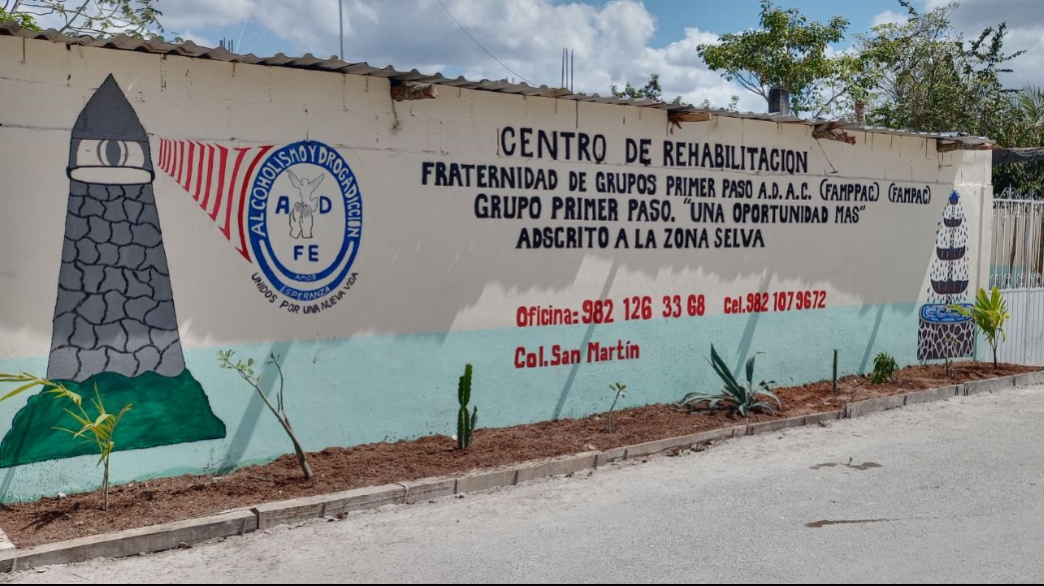 ALCOHOLISMO Y DROGADICCIÓN
A D
FE
AMOR
ESPERANZA
UNIDOS POR UNA NUEVA VIDA
CENTRO DE REHABILITACION
FRATERNIDAD DE GRUPOS PRIMER PASO A.D.A.C. (FAMPPAC) (FAMPAC)
GRUPO PRIMER PASO. "UNA OPORTUNIDAD MAS"
ADSCRITO A LA ZONA SELVA
Oficina: 982 126 33 68 Cel. 982 107 9672
Col. San Martín